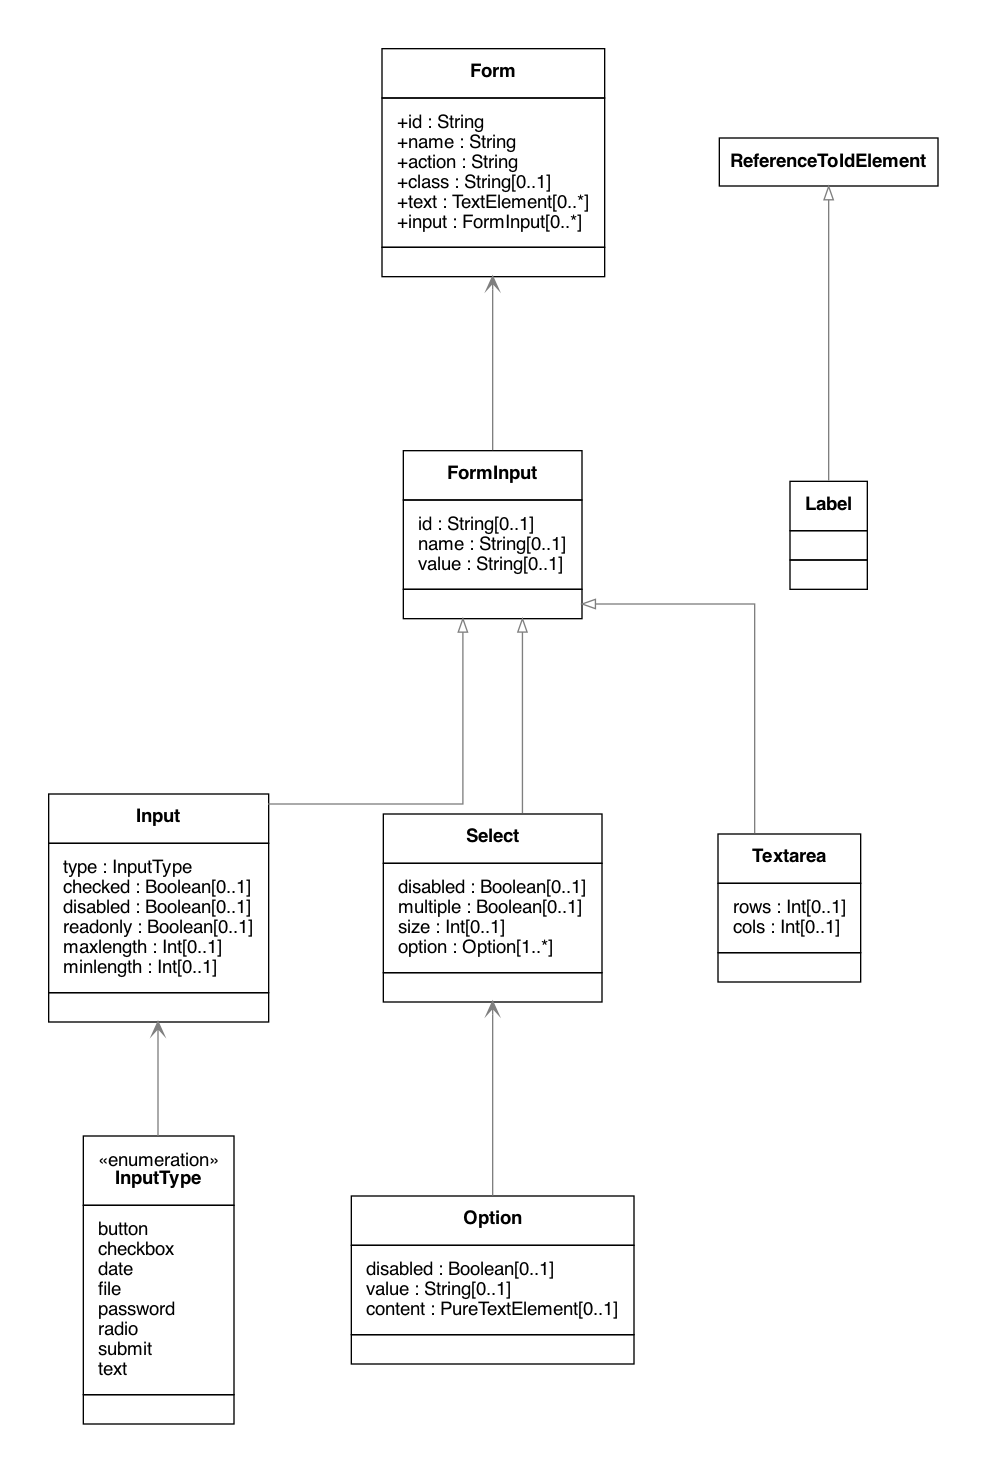 Form
+id : String
+name : String
+action : String
+class : String[0..1]
+text : TextElement[0..*]
+input : FormInput[0..*]
ReferenceToIdElement
FormInput
id : String[0..1]
name : String[0..1]
value : String[0..1]
Label
Input
type : InputType
checked : Boolean[0..1]
disabled : Boolean[0..1]
readonly : Boolean[0..1]
maxlength : Int[0..1]
minlength : Int[0..1]
Select
disabled : Boolean[0..1]
multiple : Boolean[0..1]
size : Int[0..1]
option : Option[1..*]
Textarea
rows : Int[0..1]
cols : Int[0..1]
«enumeration»
InputType
button
checkbox
date
file
password
radio
submit
text
Option
disabled : Boolean[0..1]
value : String[0..1]
content : PureTextElement[0..1]